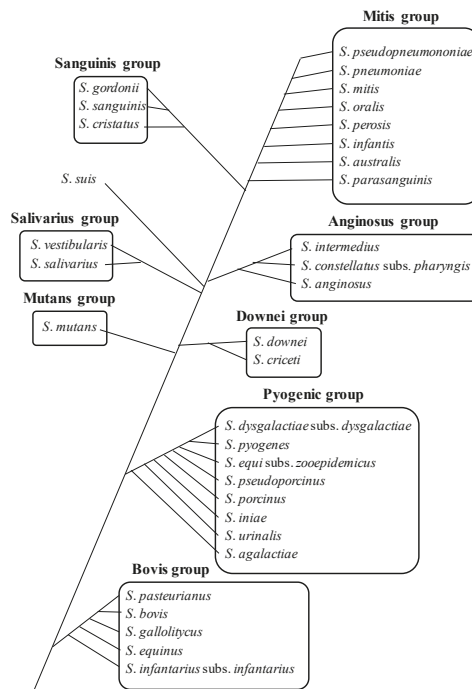 Mitis group
S. pseudopneumononiae
S. pneumoniae
S. mitis
S. oralis
S. perosis
S. infantis
S. australis
S. parasanguinis
Sanguinis group
S. gordonii
S. sanguinis
S. cristatus
S. suis
Salivarius group
S. vestibularis
S. salivarius
Anginosus group
S. intermedius
S. constellatus subs. pharyngis
S. anginosus
Mutans group
S. mutans
Downei group
S. downei
S. criceti
Pyogenic group
S. dysgalactiae subs. dysgalactiae
S. pyogenes
S. equi subs. zooepidemicus
S. pseudoporcinus
S. porcinus
S. iniae
S. urinalis
S. agalactiae
Bovis group
S. pasteurianus
S. bovis
S. gallolitycus
S. equinus
S. infantarius subs. infantarius